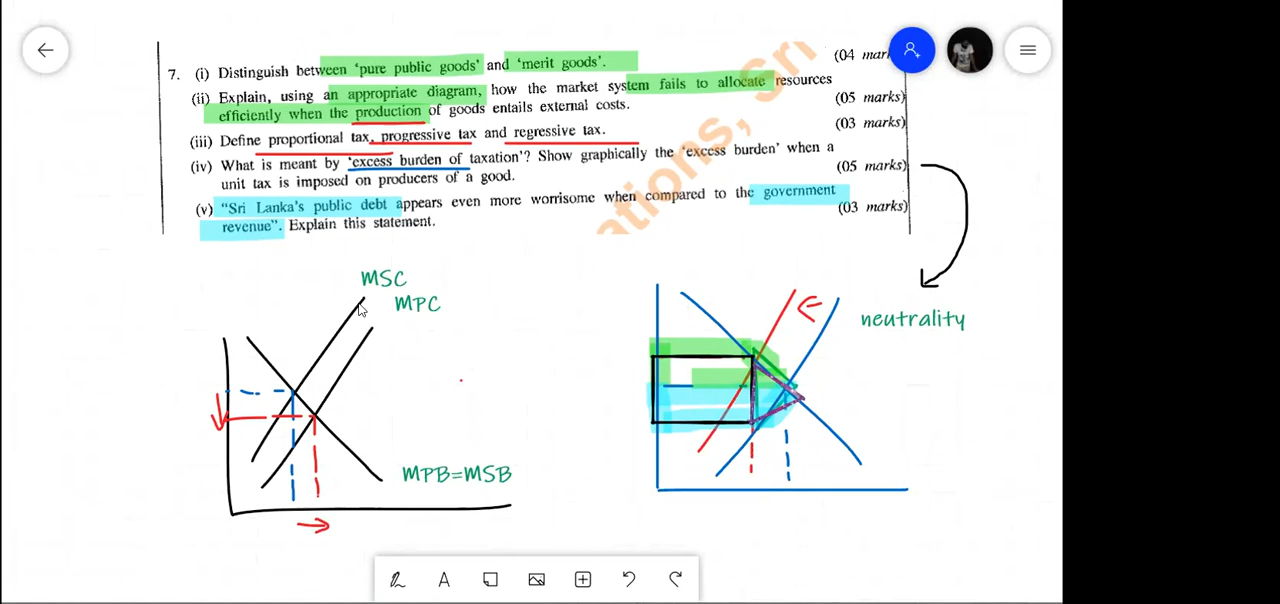 7. (i) Distinguish between 'pure public goods' and 'merit goods'. (04 mar
(ii) Explain, using an appropriate diagram, how the market system fails to allocate resources
efficiently when the production of goods entails external costs. (05 marks)
(iii) Define proportional tax, progressive tax and regressive tax. (03 marks)
(iv) What is meant by 'excess burden of taxation'? Show graphically the 'excess burden' when a
unit tax is imposed on producers of a good. (05 marks)
(v) "Sri Lanka's public debt appears even more worrisome when compared to the government
revenue". Explain this statement. (03 marks)
ations, Sri
MSC
MPC
MPB=MSB
neutrality
A